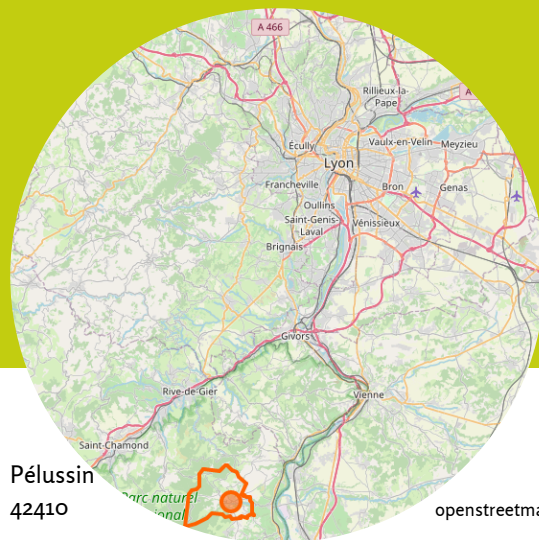 A 466
Rillieux-la-
Pape
A
Écully
Vaulx-en-Velin
Meyzieu
Lyon
Francheville
Bron
Genas
Oullins
Saint-Genis-
Laval
Vénissieux
Brignais
Givors
Rive-de-Gier
Vienne
Saint-Chamond
Pélussin
42410
Parc naturel
ional
openstreetma